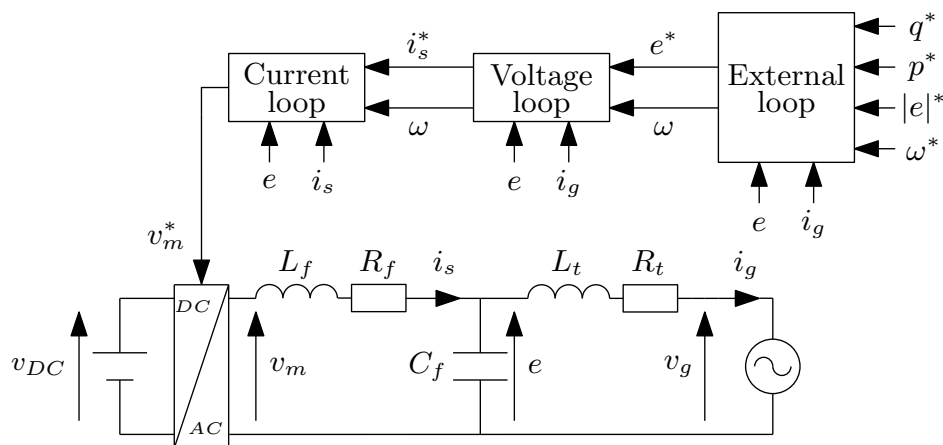 q*
i_s* e* p*
Current loop
Voltage loop
External loop
|e|*
ω ω ω*
e i_s e i_g
e i_g
v_m*
L_f R_f i_s L_t R_t i_g
DC
v_DC v_m C_f e v_g
AC